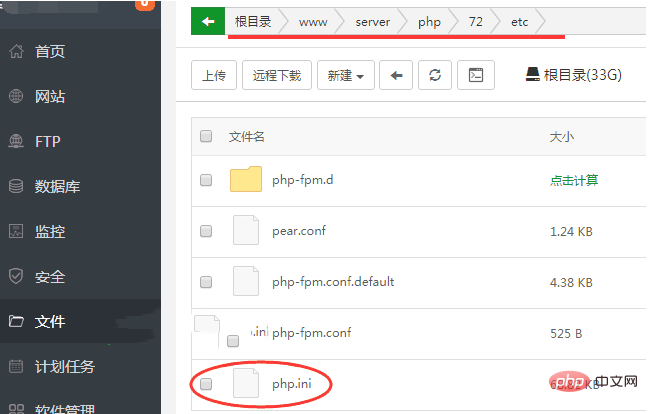 0
根目录 www server php 72 etc
首页
上传 远程下载 新建 根目录(33G)
网站
文件名 大小
FTP
php-fpm.d 点击计算
数据库
pear.conf 1.24 KB
监控
php-fpm.conf.default 4.38 KB
安全
文件
.ini php-fpm.conf 525 B
计划任务
php.ini KB
php 中文网
软件管理